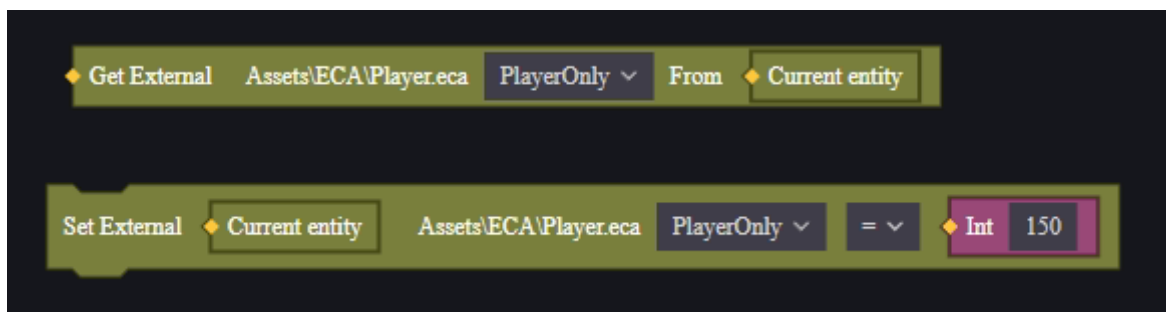 Get External Assets\ECA\Player.eca PlayerOnly From Current entity
Set External Current entity Assets\ECA\Player.eca PlayerOnly = Int 150